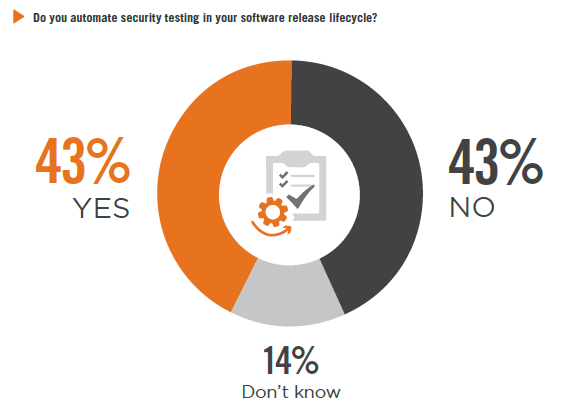 Do you automate security testing in your software release lifecycle?
43%
YES
43%
NO
14%
Don't know